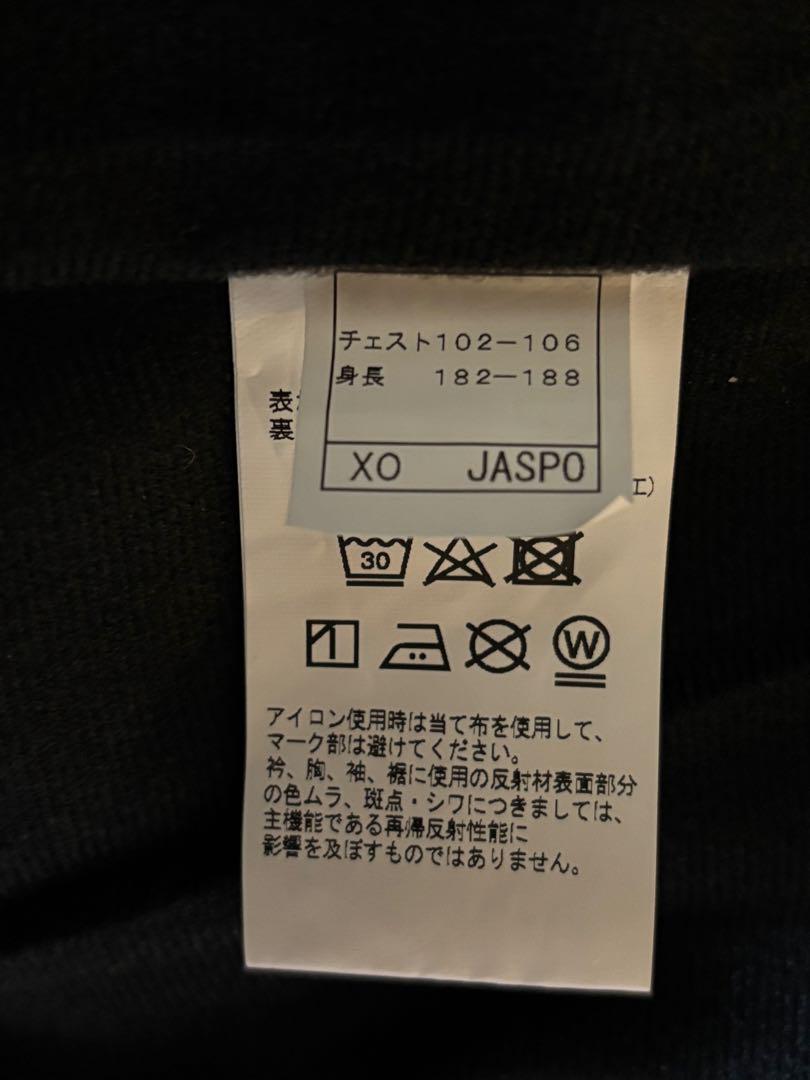 チェスト102-106
身長 182-188
XO JASPO
表
裏
工)
30
W
アイロン使用時は当て布を使用して、
マーク部は避けてください。
衿、胸、袖、裾に使用の反射材表面部分
の色ムラ、斑点・シワにつきましては、
主機能である再帰反射性能に
影響を及ぼすものではありません。